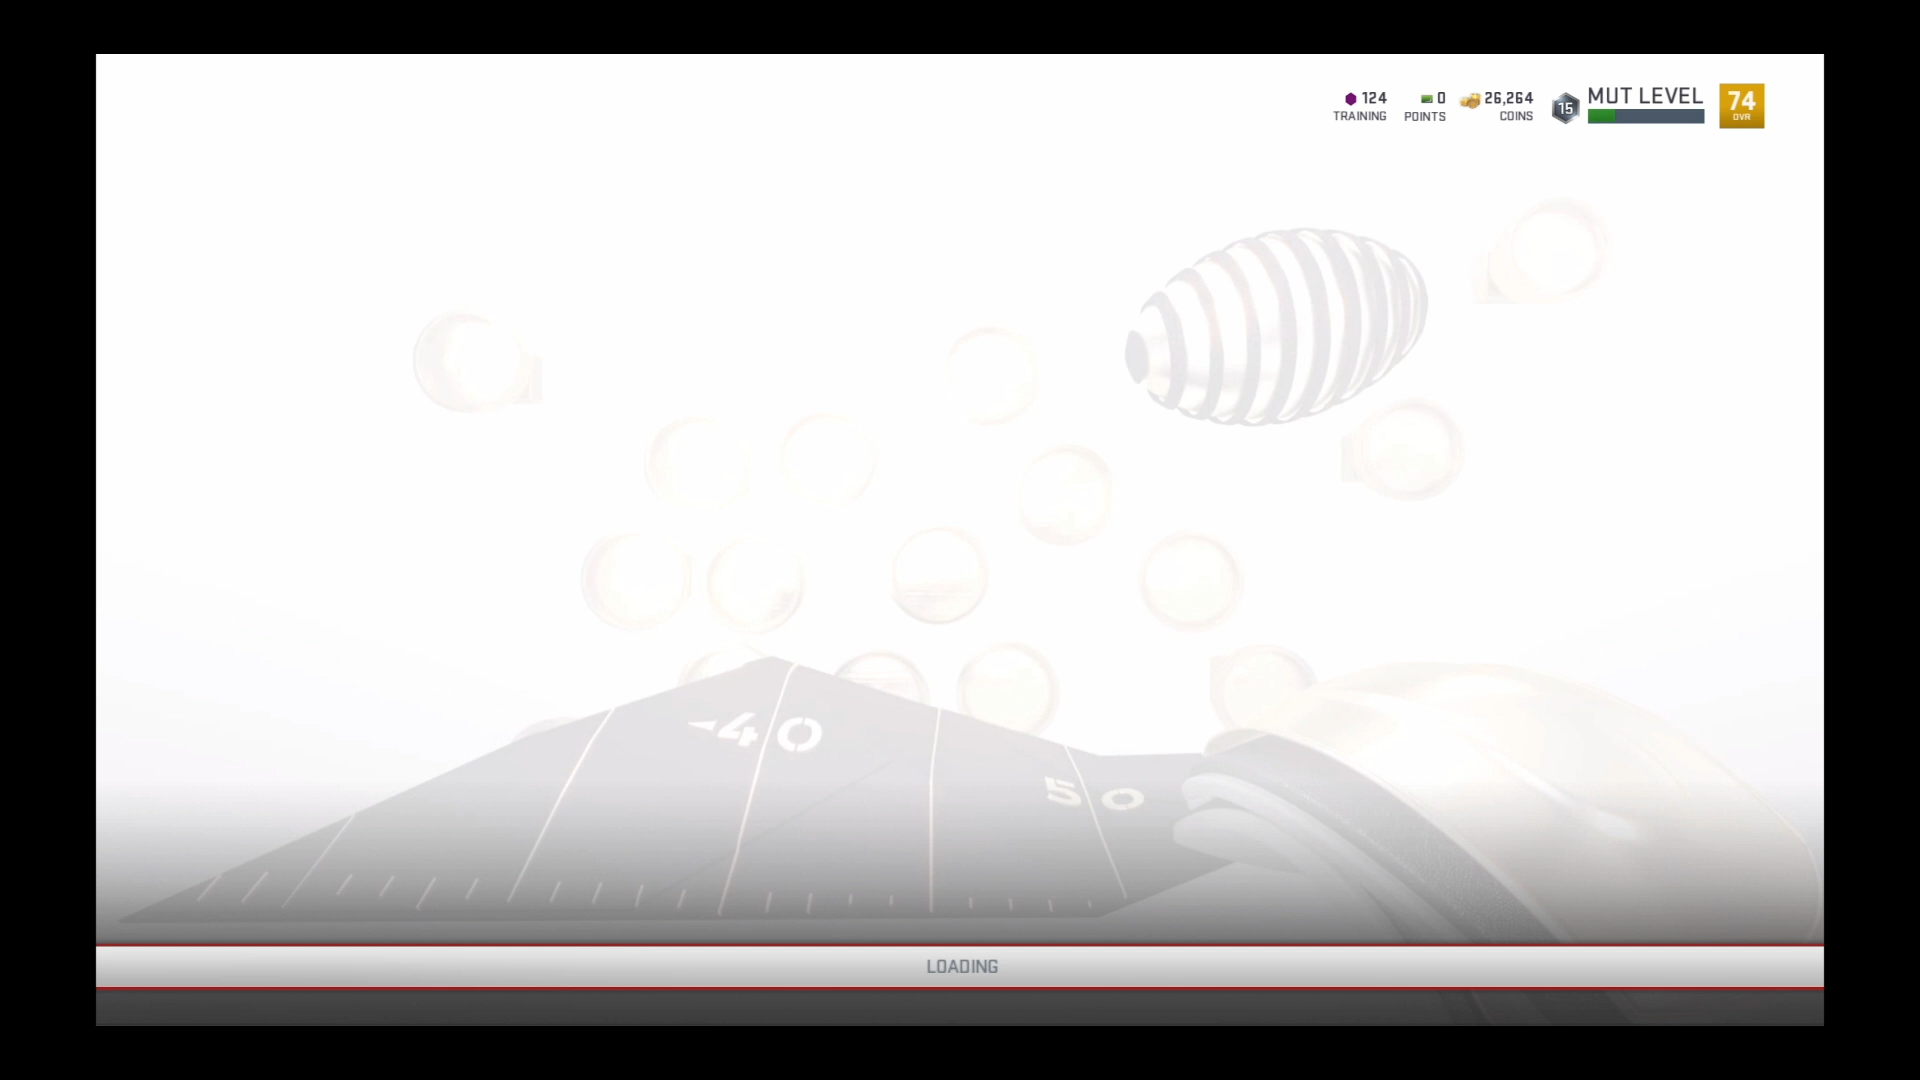 124
TRAINING
0
POINTS
26,264
COINS
15
MUT LEVEL
74
OVR
40
50
LOADING